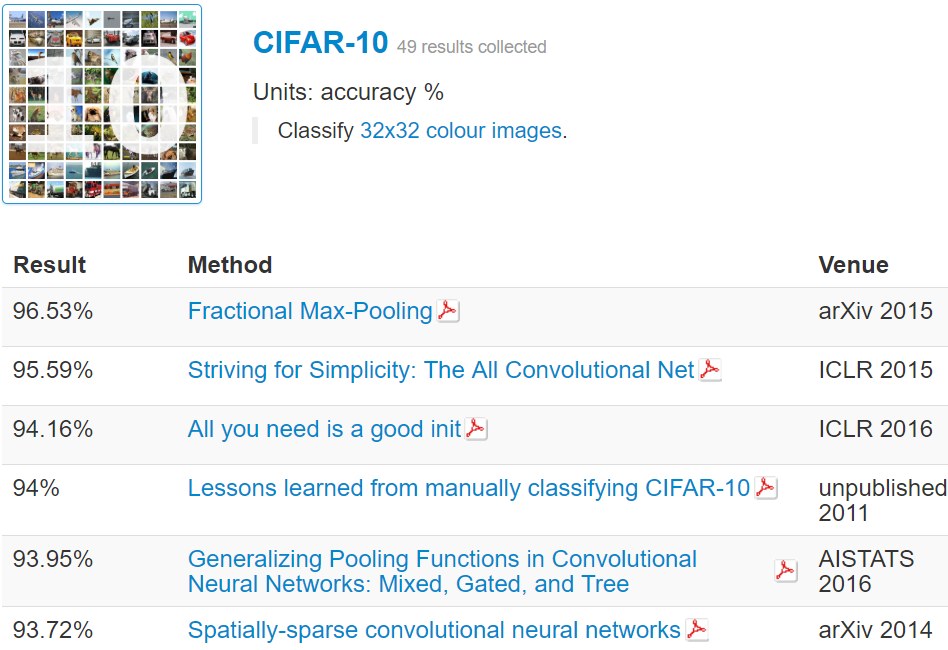 10
CIFAR-10 49 results collected
Units: accuracy %
Classify 32x32 colour images.
Result Method Venue
96.53% Fractional Max-Pooling arXiv 2015
95.59% Striving for Simplicity: The All Convolutional Net ICLR 2015
94.16% All you need is a good init ICLR 2016
94% Lessons learned from manually classifying CIFAR-10 unpublished
2011
93.95% Generalizing Pooling Functions in Convolutional AISTATS
Neural Networks: Mixed, Gated, and Tree 2016
93.72% Spatially-sparse convolutional neural networks arXiv 2014